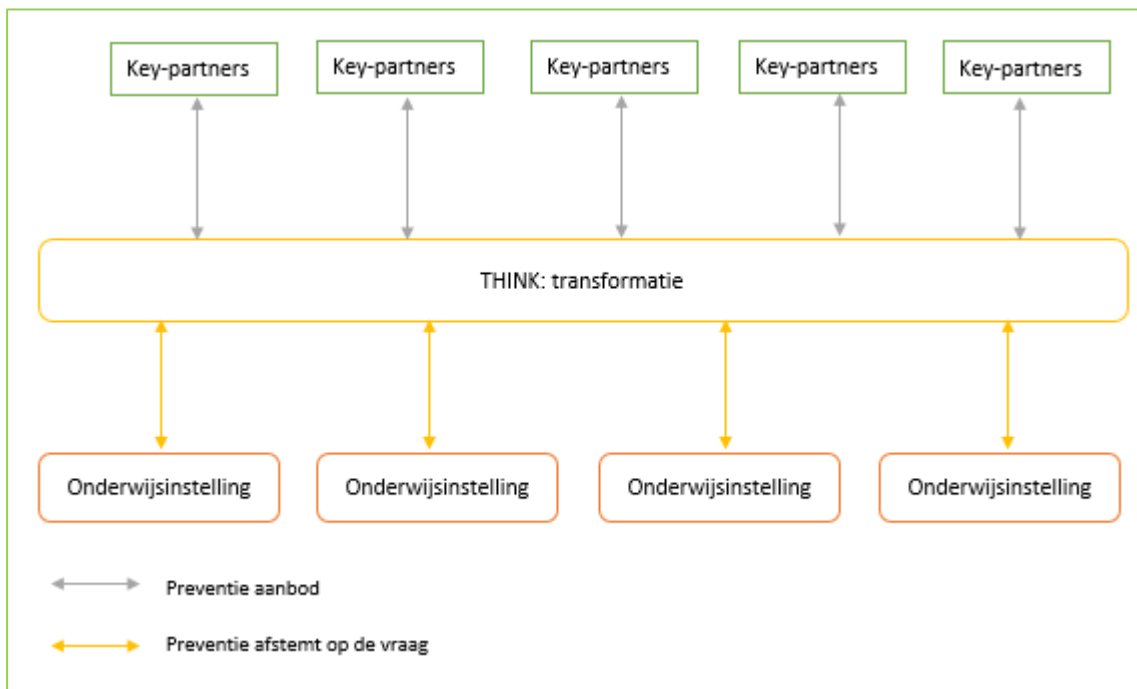 Key-partners
Key-partners
Key-partners
Key-partners
Key-partners
THINK: transformatie
Onderwijsinstelling
Onderwijsinstelling
Onderwijsinstelling
Onderwijsinstelling
Preventie aanbod
Preventie afstemt op de vraag